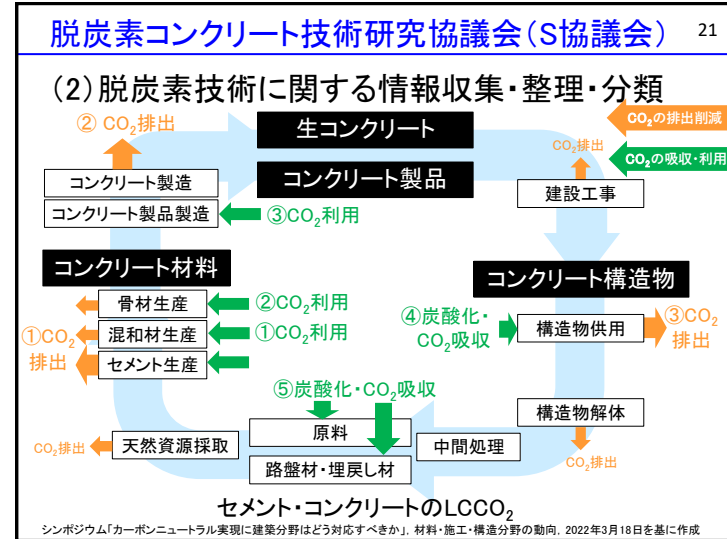 脱炭素コンクリート技術研究協議会(S協議会)
21
(2)脱炭素技術に関する情報収集・整理・分類
② CO₂排出
生コンクリート
コンクリート製品
CO₂の排出削減
CO₂の吸収・利用
CO₂排出
建設工事
コンクリート製造
コンクリート製品製造
③CO₂利用
コンクリート材料
コンクリート構造物
骨材生産
②CO₂利用
混和材生産
①CO₂利用
セメント生産
①CO₂
排出
④炭酸化・
CO₂吸収
構造物供用
③CO₂
排出
⑤炭酸化・CO₂吸収
構造物解体
CO₂排出
原料
中間処理
路盤材・埋戻し材
天然資源採取
CO₂排出
セメント・コンクリートのLCCO₂
シンポジウム「カーボンニュートラル実現に建築分野はどう対応すべきか」, 材料・施工・構造分野の動向, 2022年3月18日を基に作成